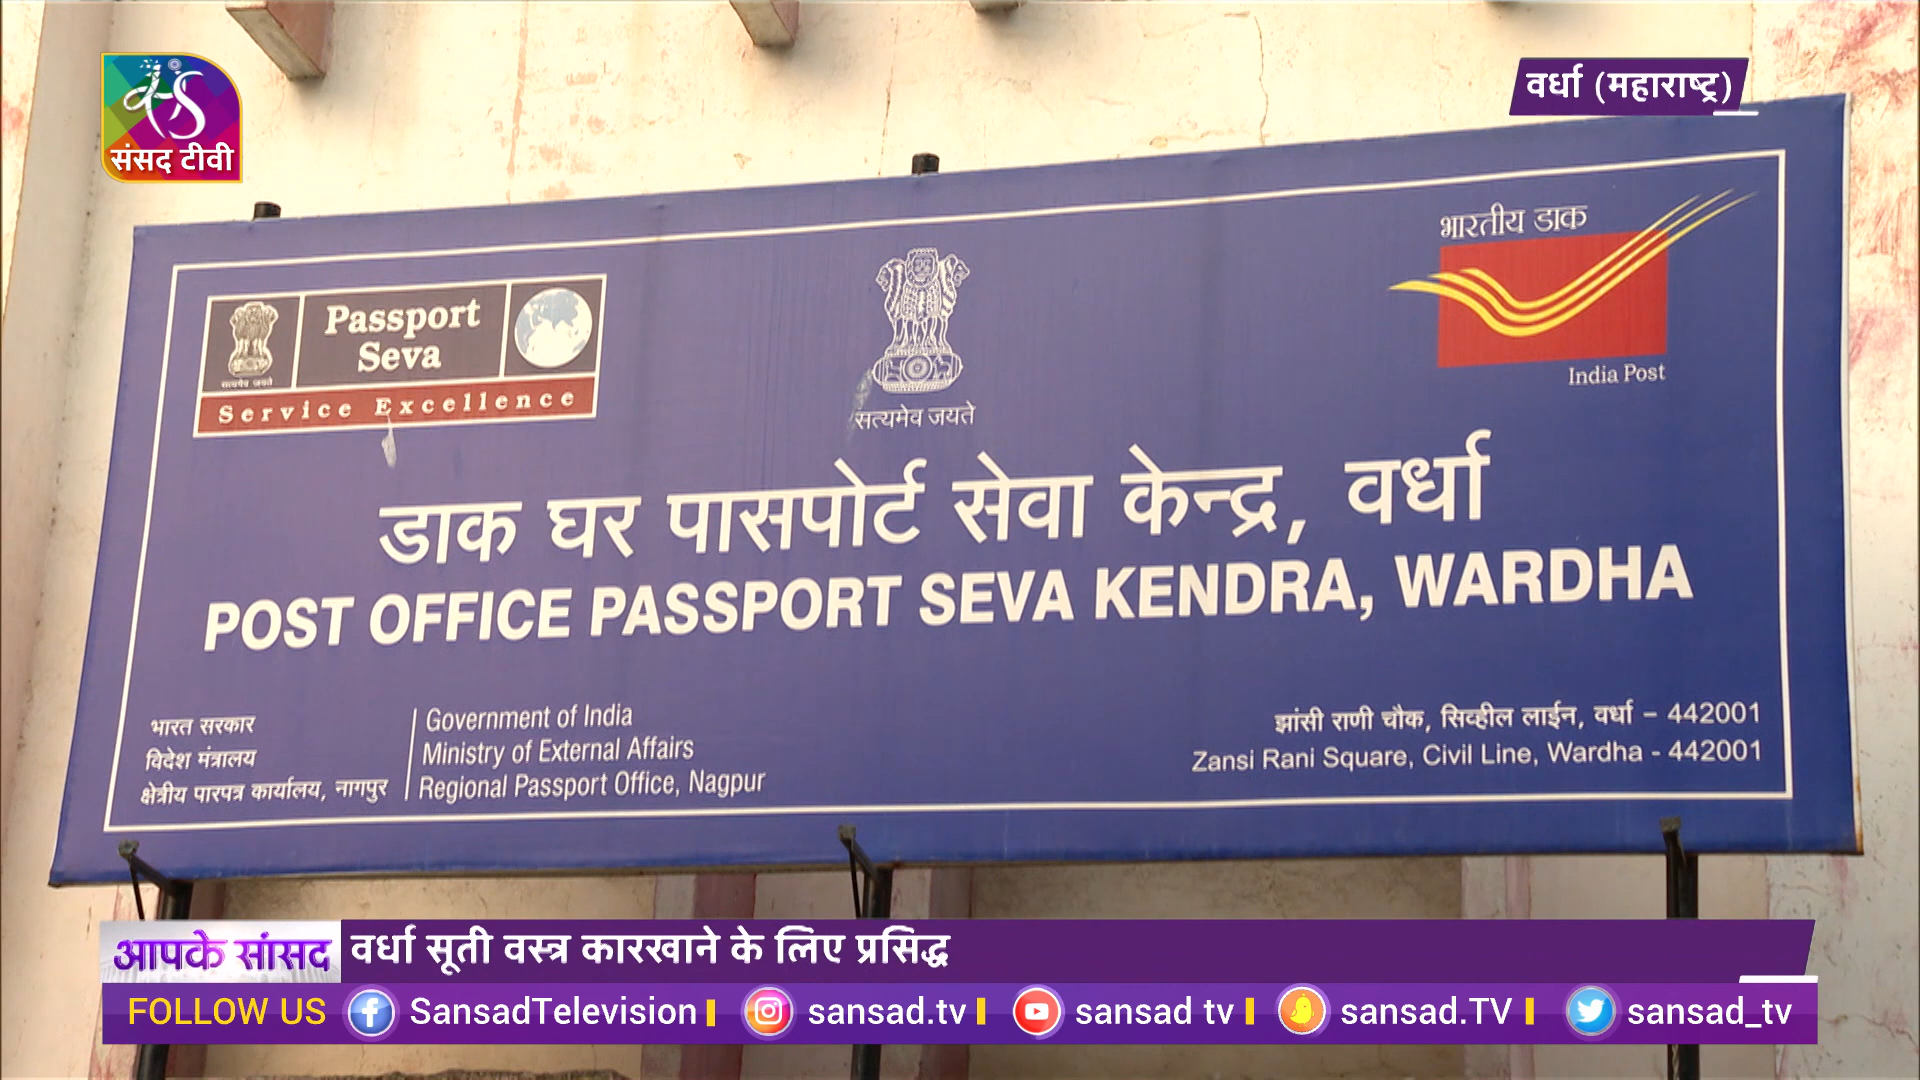 संसद टीवी
वर्धा (महाराष्ट्र)
भारतीय डाक
India Post
Passport
Seva
सत्यमेव जयते
Service Excellence
सत्यमेव जयते
डाक घर पासपोर्ट सेवा केन्द्र, वर्धा
POST OFFICE PASSPORT SEVA KENDRA, WARDHA
भारत सरकार
विदेश मंत्रालय
क्षेत्रीय पारपत्र कार्यालय, नागपुर
Government of India
Ministry of External Affairs
Regional Passport Office, Nagpur
झांसी राणी चौक, सिव्हील लाईन, वर्धा – 442001
Zansi Rani Square, Civil Line, Wardha - 442001
आपके सांसद
वर्धा सूती वस्त्र कारखाने के लिए प्रसिद्ध
FOLLOW US SansadTelevision sansad.tv sansad tv sansad.TV sansad_tv